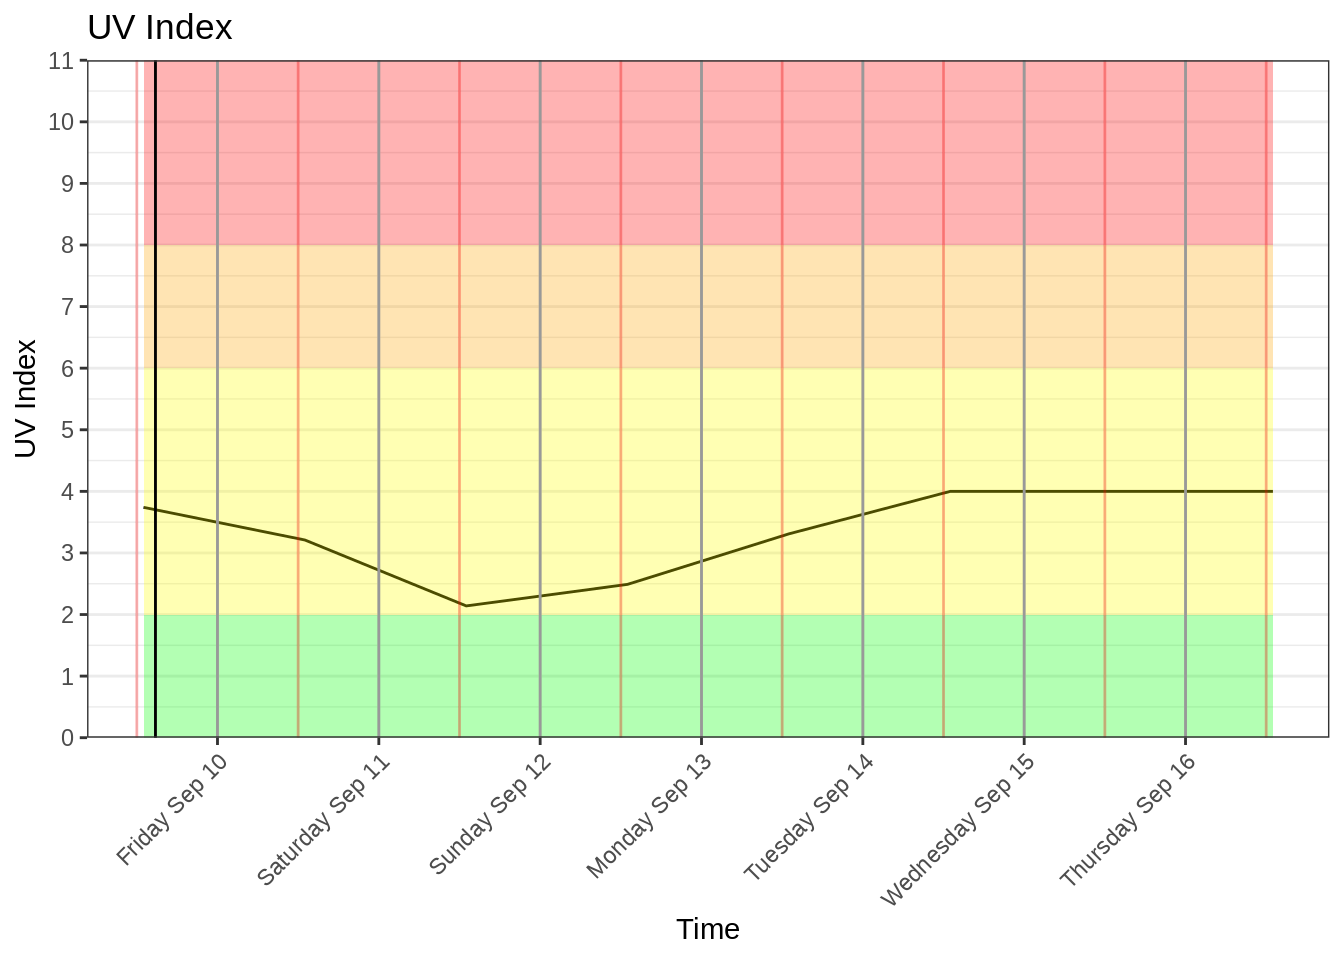 UV Index
11
10
9
8
7
6
5
4
3
2
1
0
UV Index
Friday Sep 10
Saturday Sep 11
Sunday Sep 12
Monday Sep 13
Tuesday Sep 14
Wednesday Sep 15
Thursday Sep 16
Time